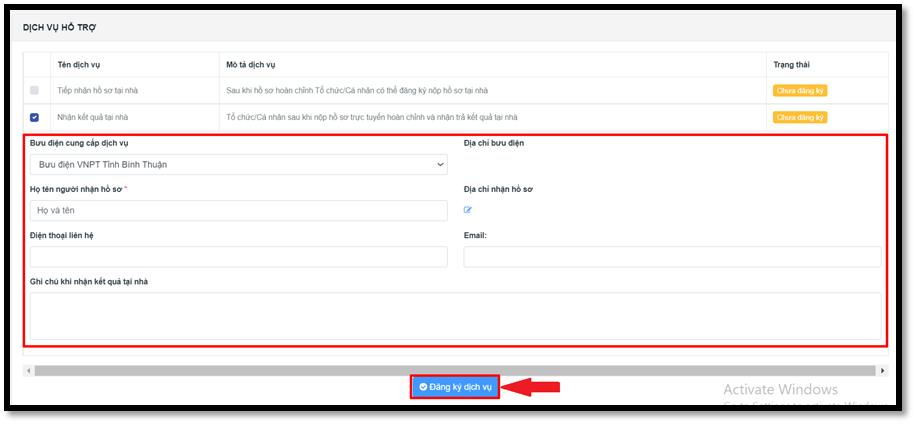 DỊCH VỤ HỖ TRỢ
Tên dịch vụ Mô tả dịch vụ Trạng thái
Tiếp nhận hồ sơ tại nhà Sau khi hồ sơ hoàn chỉnh Tổ chức/Cá nhân có thể đăng ký nộp hồ sơ tại nhà Chưa đăng ký
Nhận kết quả tại nhà Tổ chức/Cá nhân sau khi nộp hồ sơ trực tuyến hoàn chỉnh và nhận trả kết quả tại nhà Chưa đăng ký
Bưu điện cung cấp dịch vụ Địa chỉ bưu điện
Bưu điện VNPT Tỉnh Bình Thuận
Họ tên người nhận hồ sơ * Địa chỉ nhận hồ sơ
Họ và tên
Điện thoại liên hệ Email:
Ghi chú khi nhận kết quả tại nhà
Đăng ký dịch vụ
Activate Windows
Go to Settings to activate Windows